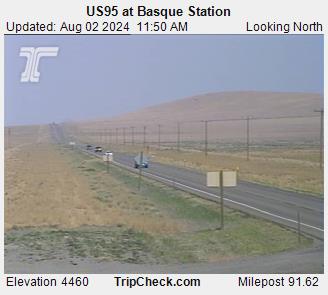 US95 at Basque Station
Updated: Aug 02 2024 11:50 AM Looking North
Elevation 4460 TripCheck.com Milepost 91.62